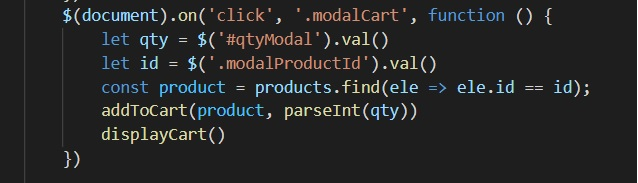 $(document).on('click', '.modalCart', function () {
let qty = $('#qtyModal').val()
let id = $('.modalProductId').val()
const product = products.find(ele => ele.id == id);
addToCart(product, parseInt(qty))
displayCart()
})